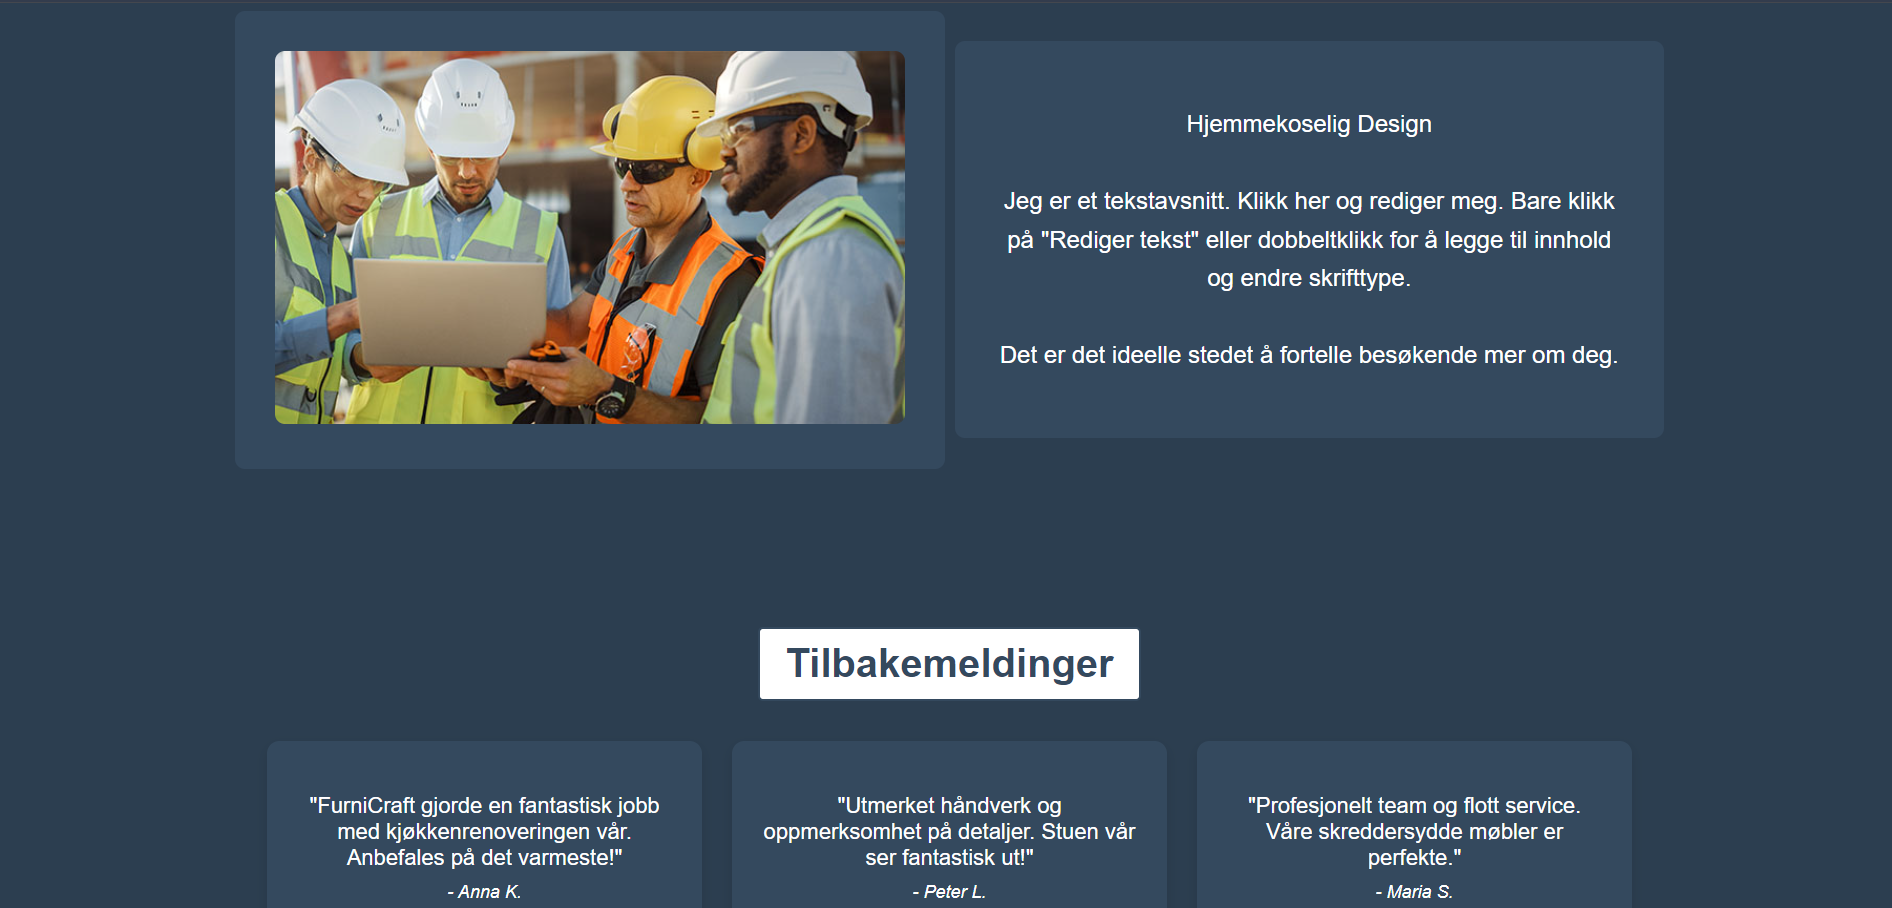 Hjemmekoselig Design
Jeg er et tekstavsnitt. Klikk her og rediger meg. Bare klikk
på "Rediger tekst" eller dobbeltklikk for å legge til innhold
og endre skrifttype.
Det er det ideelle stedet å fortelle besøkende mer om deg.
Tilbakemeldinger
"FurniCraft gjorde en fantastisk jobb
med kjøkkenrenoveringen vår.
Anbefales på det varmeste!"
- Anna K.
"Utmerket håndverk og
oppmerksomhet på detaljer. Stuen vår
ser fantastisk ut!"
- Peter L.
"Profesjonelt team og flott service.
Våre skreddersydde møbler er
perfekte."
- Maria S.